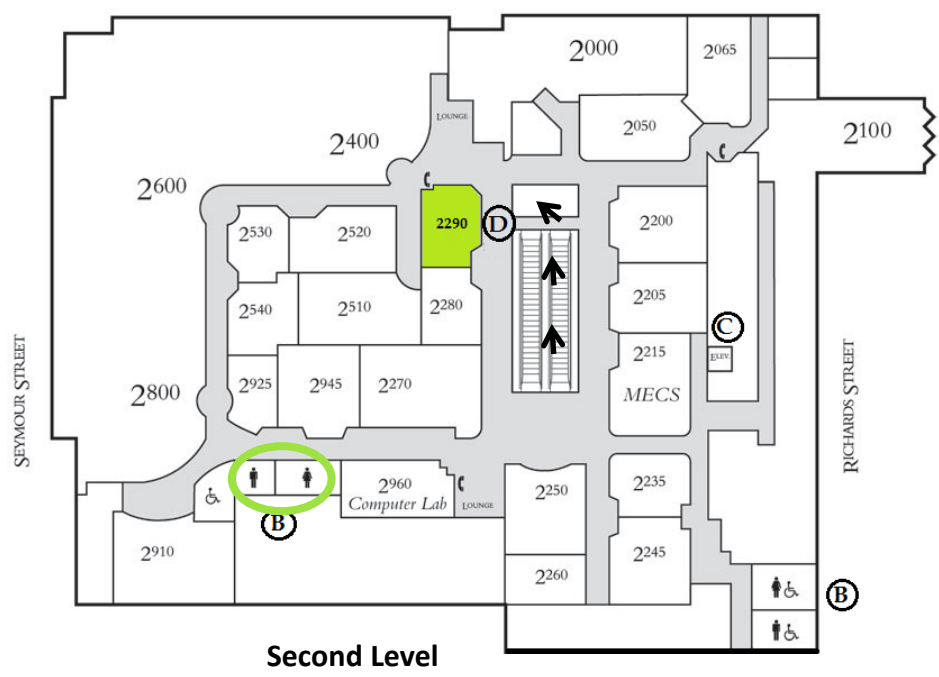 2000
2065
LOUNGE
2050
2100
2400
2600
2290
D
2200
2530
2520
2540
2510
2280
2205
C
ELEV.
2215
MECS
2925
2945
2270
2800
SEYMOUR STREET
RICHARDS STREET
2960
Computer Lab
LOUNGE
2250
2235
B
2910
2260
2245
B
Second Level